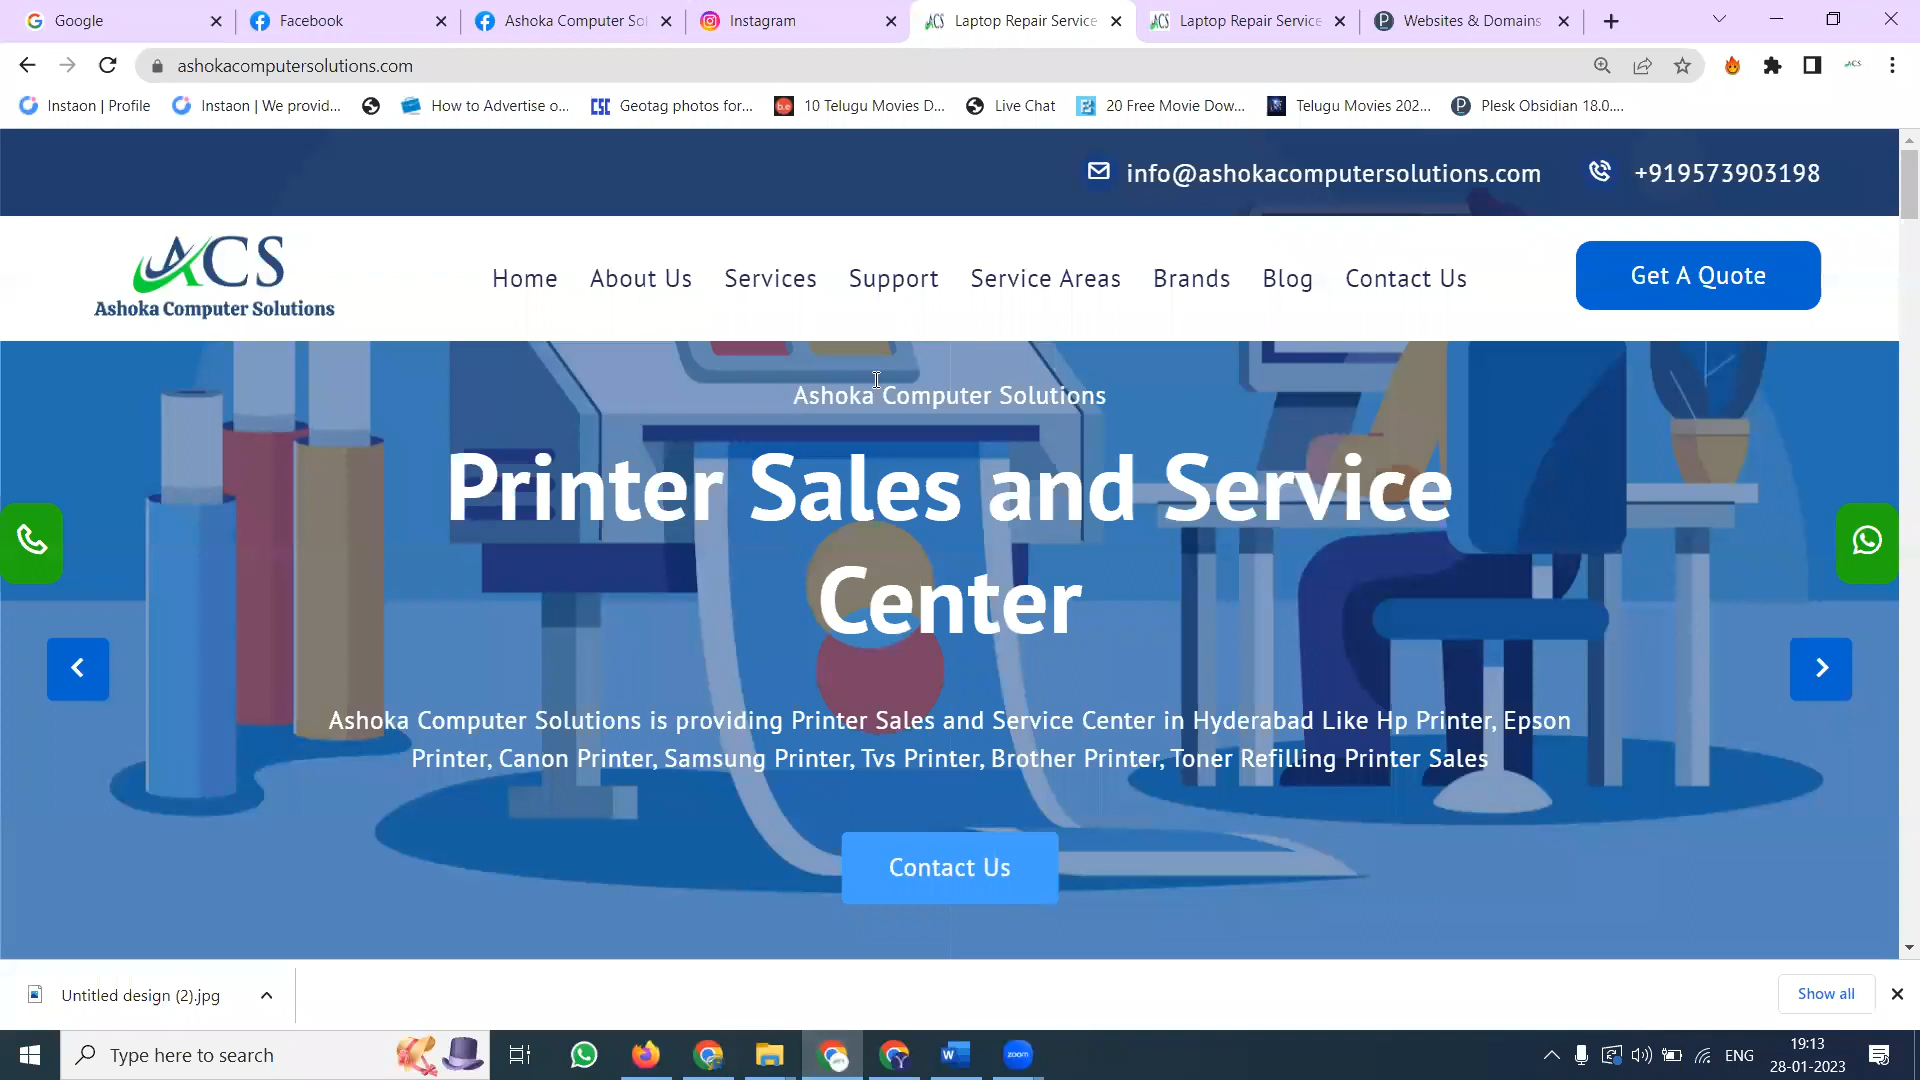 Google
Facebook
Ashoka Computer Sol
Instagram
Laptop Repair Service
Laptop Repair Service
Websites & Domains
ashokacomputersolutions.com
Instaon | Profile
Instaon | We provid...
How to Advertise o...
Geotag photos for...
10 Telugu Movies D...
Live Chat
20 Free Movie Dow...
Telugu Movies 202...
Plesk Obsidian 18.0....
info@ashokacomputersolutions.com
+919573903198
ACS
Ashoka Computer Solutions
Home
About Us
Services
Support
Service Areas
Brands
Blog
Contact Us
Get A Quote
Ashoka Computer Solutions
Printer Sales and Service
Center
Ashoka Computer Solutions is providing Printer Sales and Service Center in Hyderabad Like Hp Printer, Epson
Printer, Canon Printer, Samsung Printer, Tvs Printer, Brother Printer, Toner Refilling Printer Sales
Contact Us
Untitled design (2).jpg
Show all
Type here to search
zoom
ENG
19:13
28-01-2023